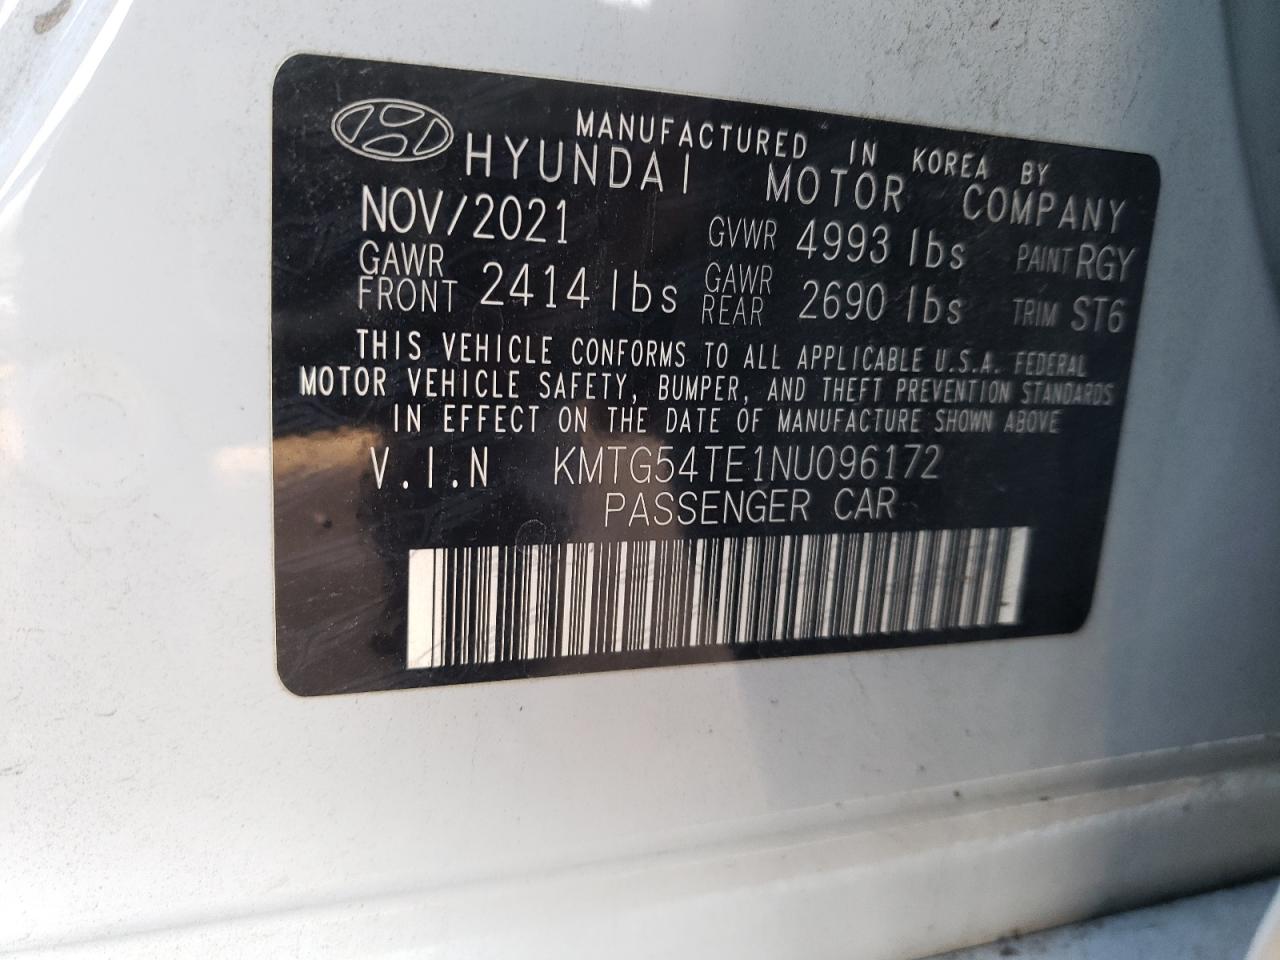 MANUFACTURED IN KOREA BY
HYUNDAI MOTOR COMPANY
NOV/2021 GVWR 4993 lbs PAINT RGY
GAWR FRONT 2414 lbs GAWR REAR 2690 lbs TRIM ST6
THIS VEHICLE CONFORMS TO ALL APPLICABLE U.S.A. FEDERAL
MOTOR VEHICLE SAFETY, BUMPER, AND THEFT PREVENTION STANDARDS
IN EFFECT ON THE DATE OF MANUFACTURE SHOWN ABOVE
V.I.N KMTG54TE1NU096172
PASSENGER CAR